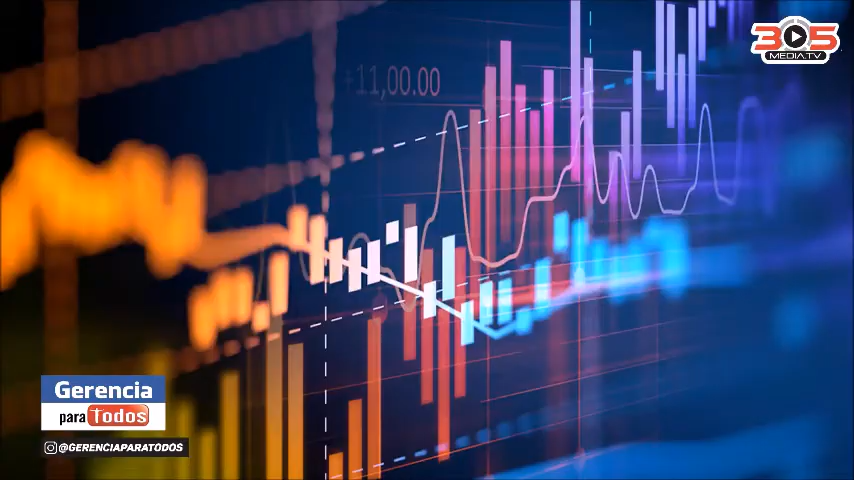 305
MEDIA.TV
+11,00.00
Gerencia
para Todos
@GERENCIAPARATODOS